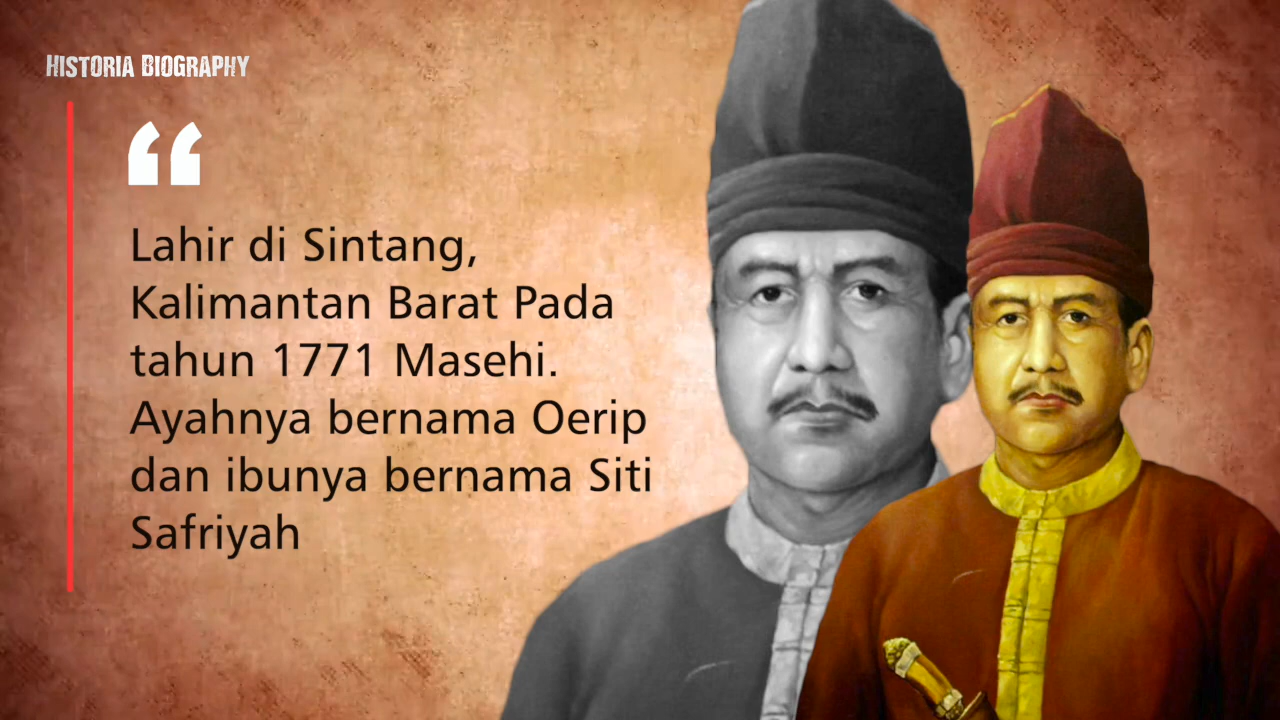 HISTORIA BIOGRAPHY
“
Lahir di Sintang,
Kalimantan Barat Pada
tahun 1771 Masehi.
Ayahnya bernama Oerip
dan ibunya bernama Siti
Safriyah